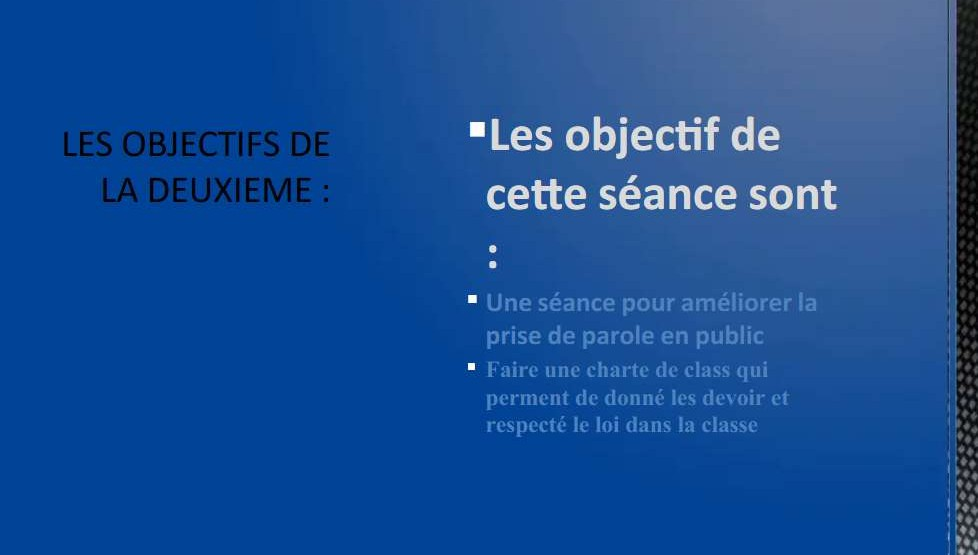 LES OBJECTIFS DE
LA DEUXIEME :
▪Les objectif de
cette séance sont
:
▪ Une séance pour améliorer la
prise de parole en public
▪ Faire une charte de class qui
perment de donné les devoir et
respecté le loi dans la classe